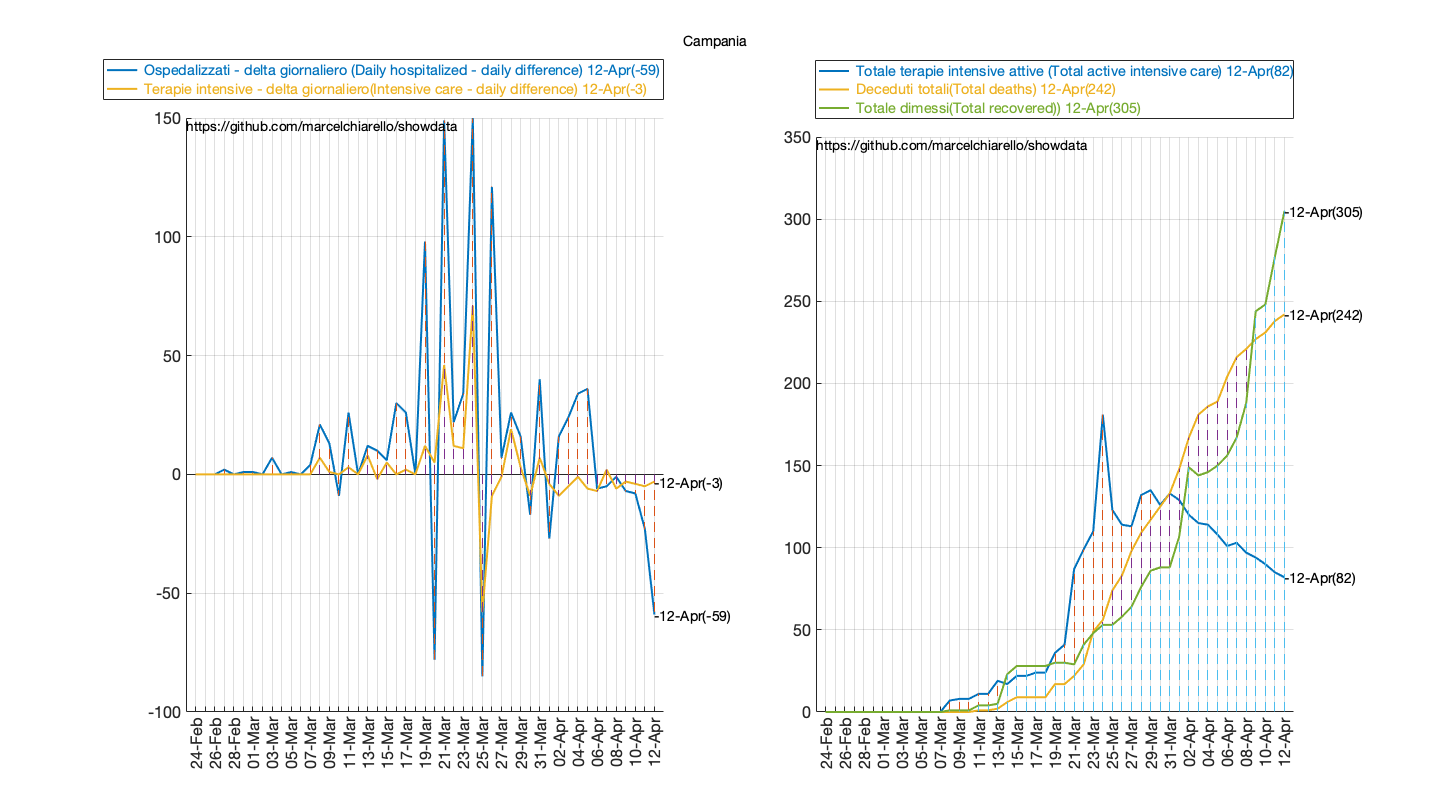 Campania
Ospedalizzati - delta giornaliero (Daily hospitalized - daily difference) 12-Apr(-59)
Terapie intensive - delta giornaliero(Intensive care - daily difference) 12-Apr(-3)
https://github.com/marcelchiarello/showdata
150
100
50
0
-50
-100
12-Apr(-3)
12-Apr(-59)
24-Feb
26-Feb
28-Feb
01-Mar
03-Mar
05-Mar
07-Mar
09-Mar
11-Mar
13-Mar
15-Mar
17-Mar
19-Mar
21-Mar
23-Mar
25-Mar
27-Mar
29-Mar
31-Mar
02-Apr
04-Apr
06-Apr
08-Apr
10-Apr
12-Apr
Totale terapie intensive attive (Total active intensive care) 12-Apr(82)
Deceduti totali(Total deaths) 12-Apr(242)
Totale dimessi(Total recovered)) 12-Apr(305)
https://github.com/marcelchiarello/showdata
350
300
250
200
150
100
50
0
12-Apr(305)
12-Apr(242)
12-Apr(82)
24-Feb
26-Feb
28-Feb
01-Mar
03-Mar
05-Mar
07-Mar
09-Mar
11-Mar
13-Mar
15-Mar
17-Mar
19-Mar
21-Mar
23-Mar
25-Mar
27-Mar
29-Mar
31-Mar
02-Apr
04-Apr
06-Apr
08-Apr
10-Apr
12-Apr